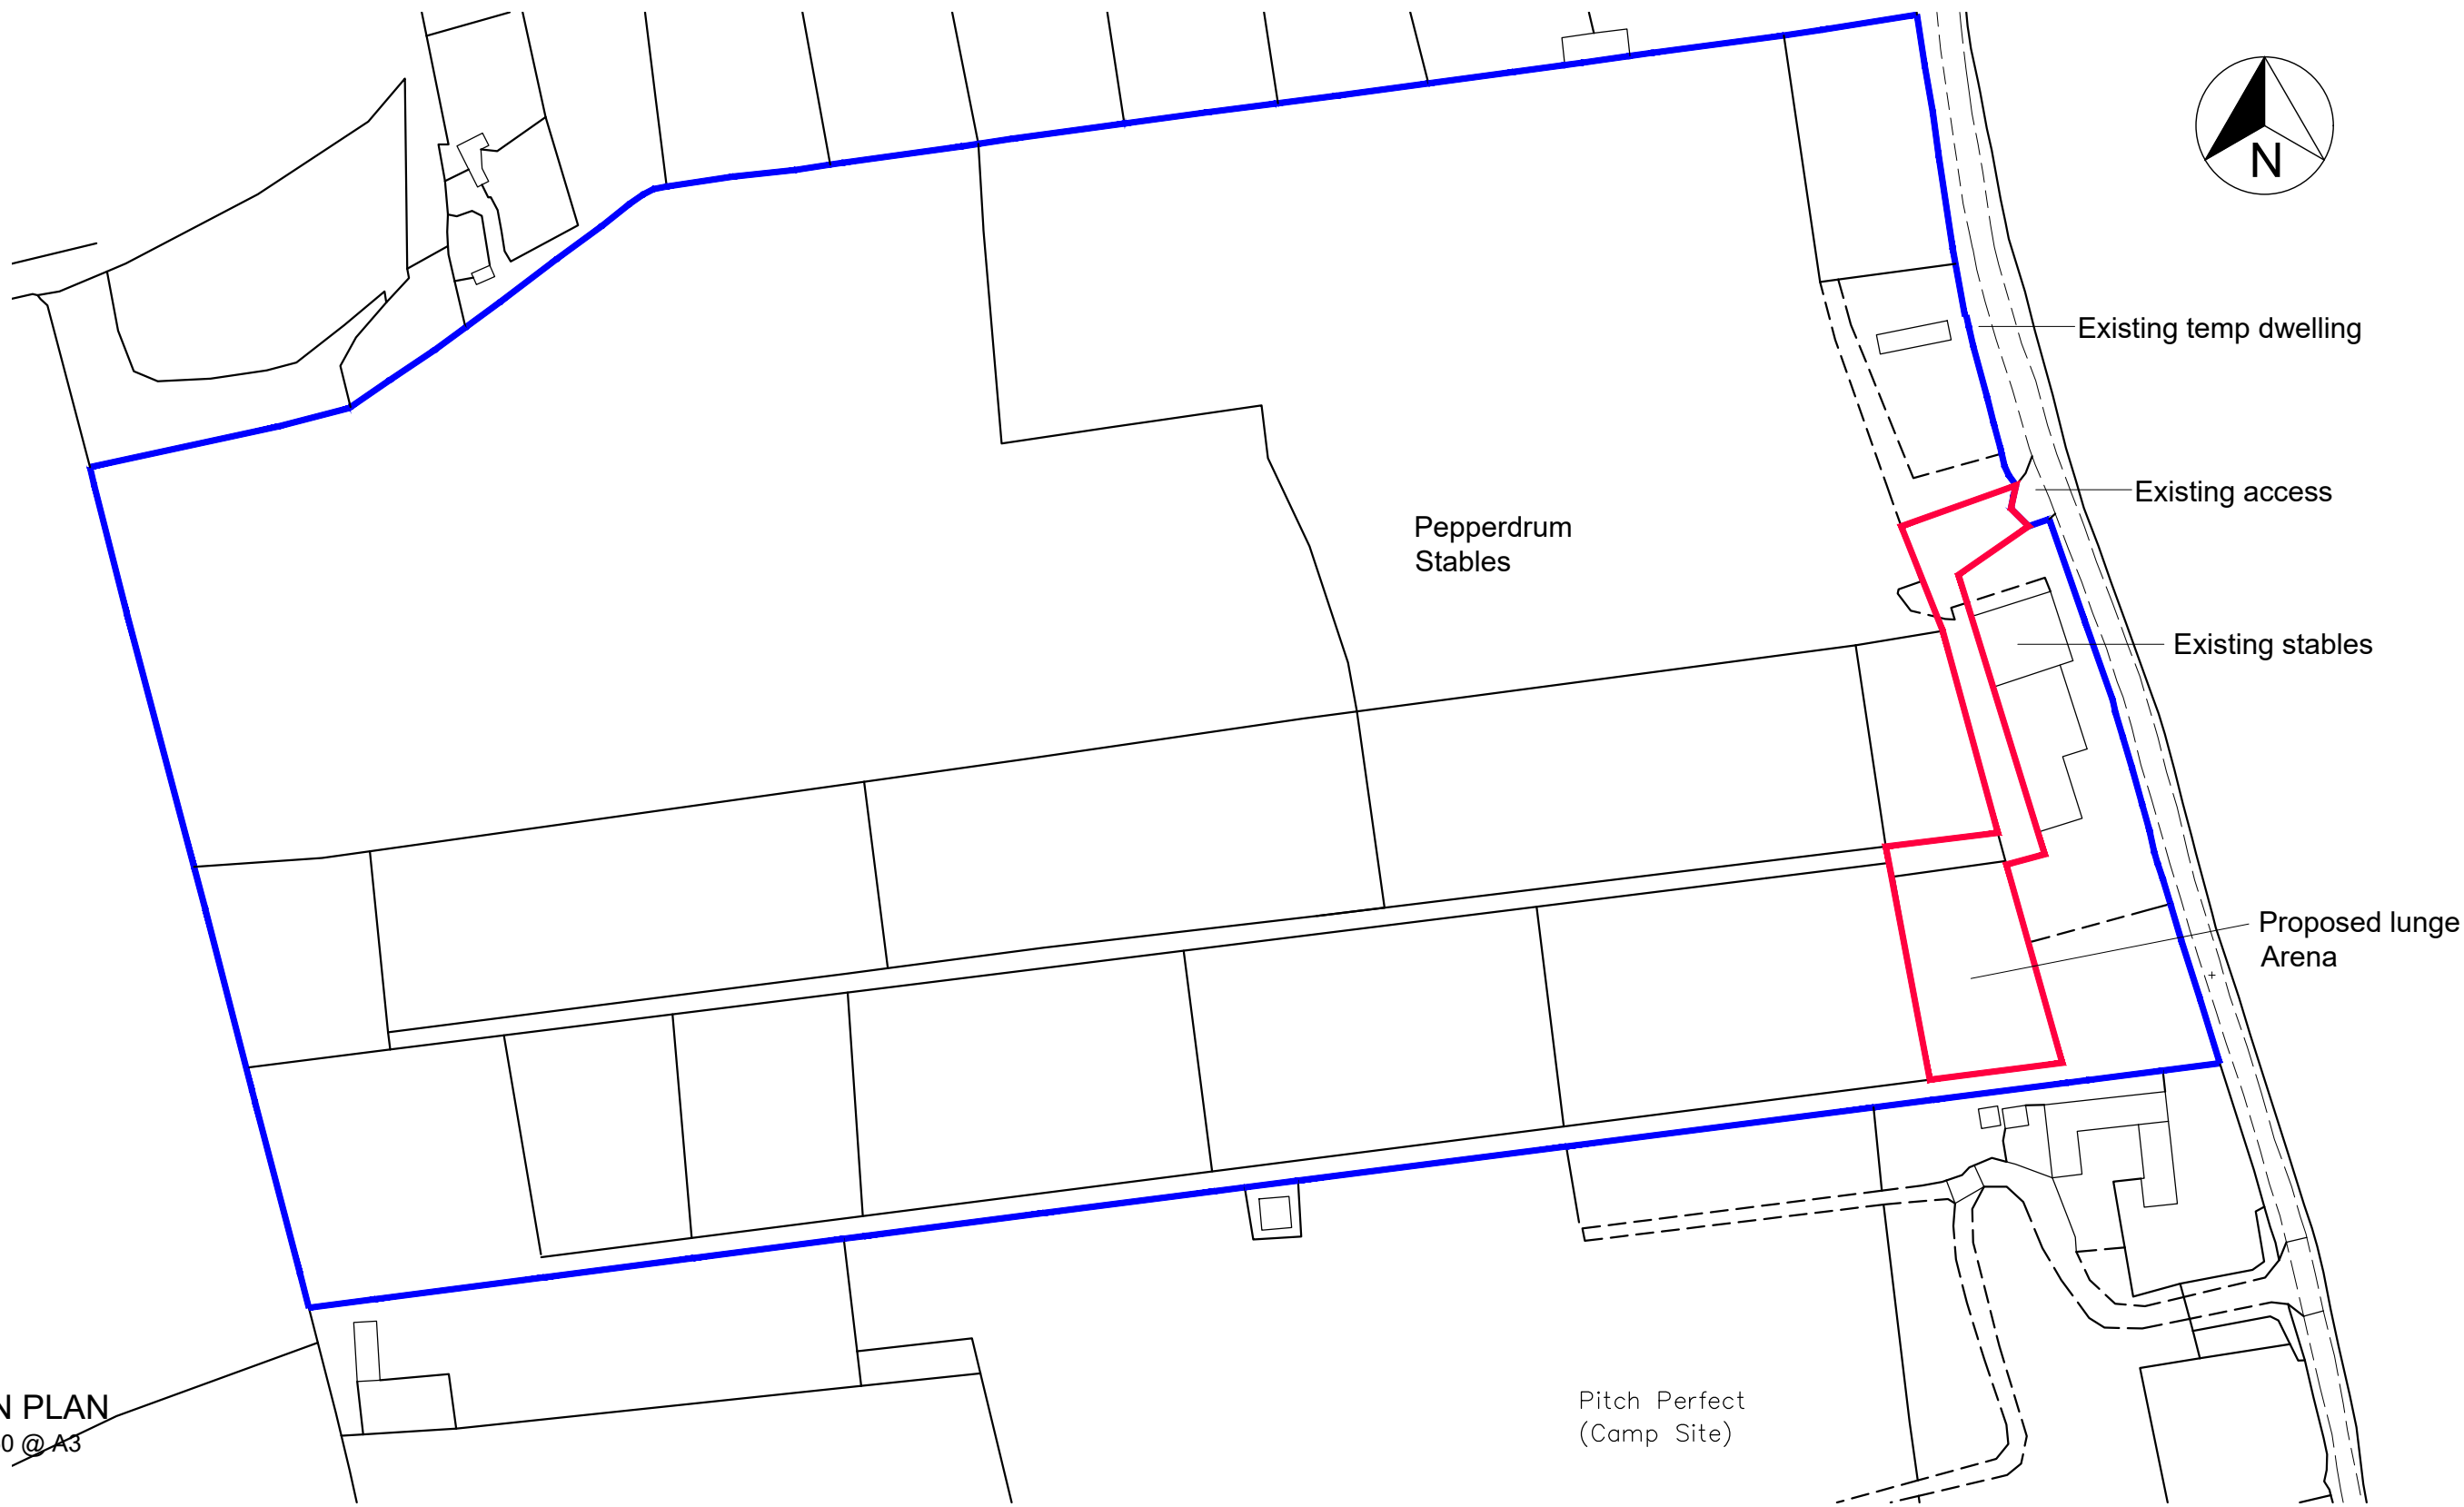 N
Existing temp dwelling
Existing access
Pepperdrum
Stables
Existing stables
Proposed lunge
Arena
N PLAN
0 @ A3
Pitch Perfect
(Camp Site)